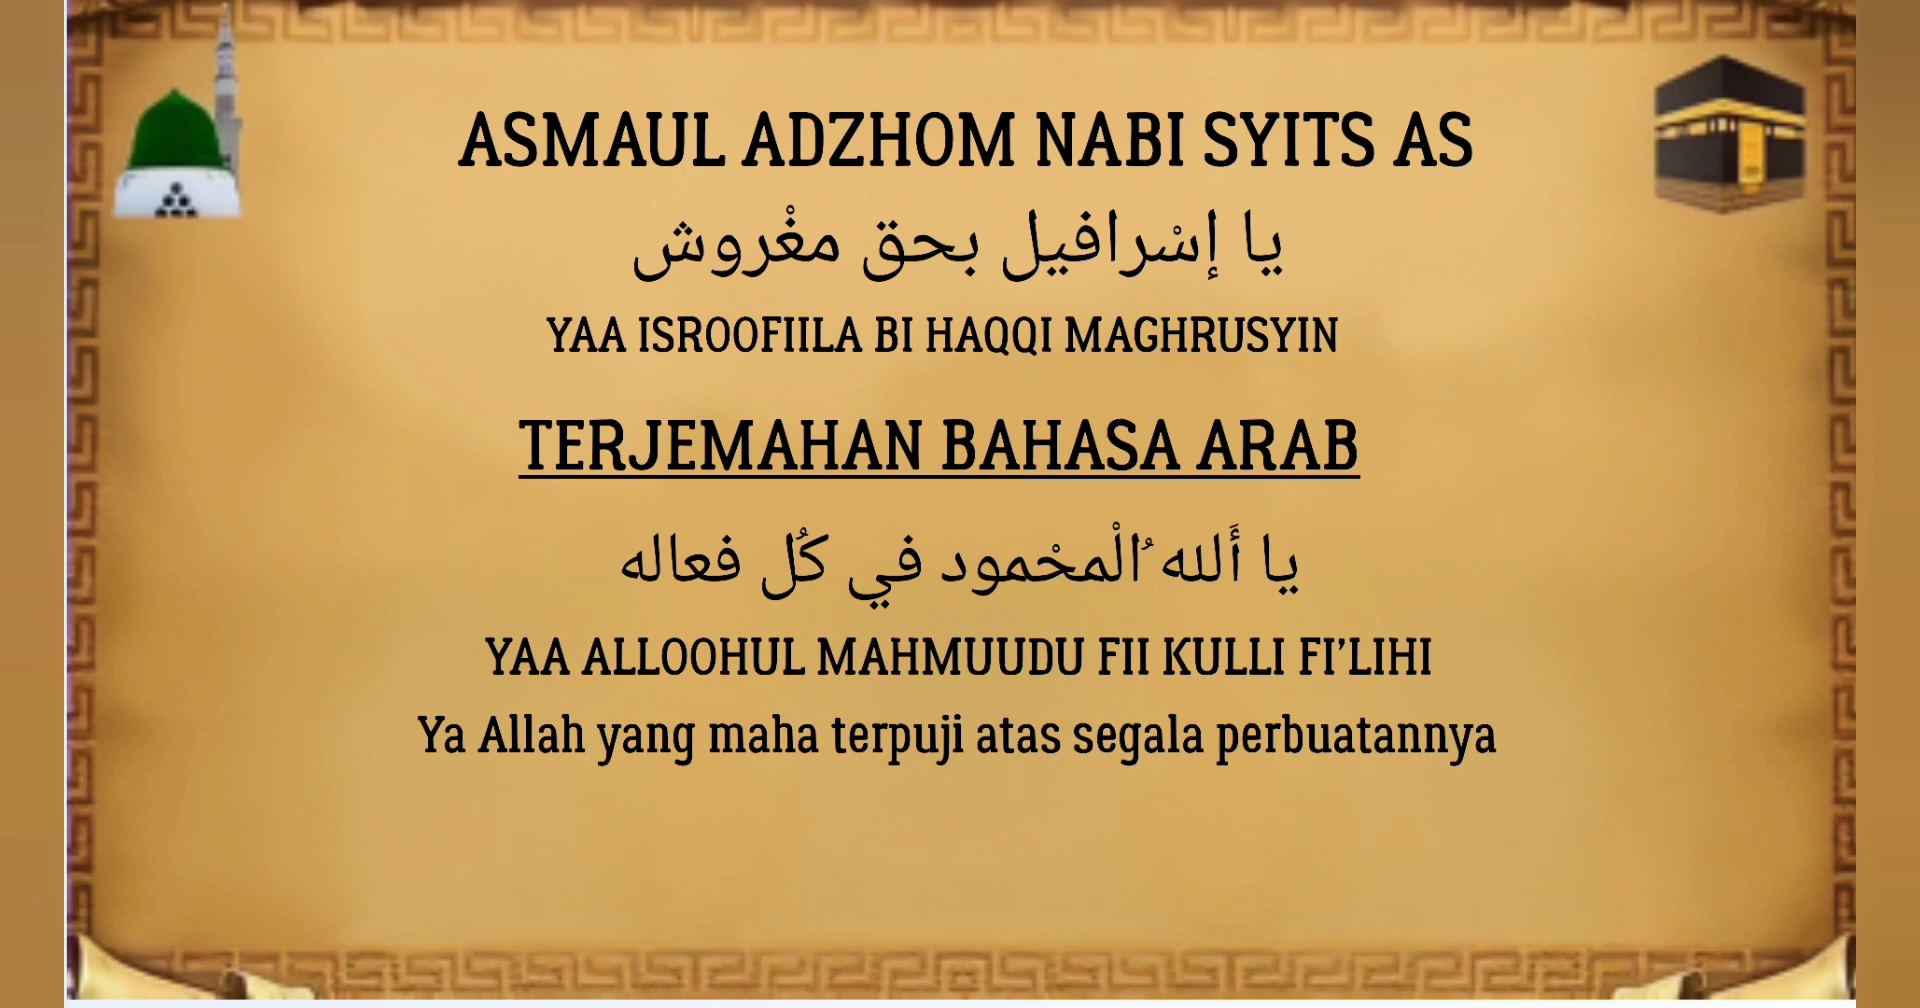 ASMAUL ADZHOM NABI SYITS AS
يا إسْرافيل بحق مغْروش
YAA ISROOFIILA BI HAQQI MAGHRUSYIN
TERJEMAHAN BAHASA ARAB
يا أَلله ُالْمحْمود في كُل فعاله
YAA ALLOOHUL MAHMUUDU FII KULLI FI’LIHI
Ya Allah yang maha terpuji atas segala perbuatannya